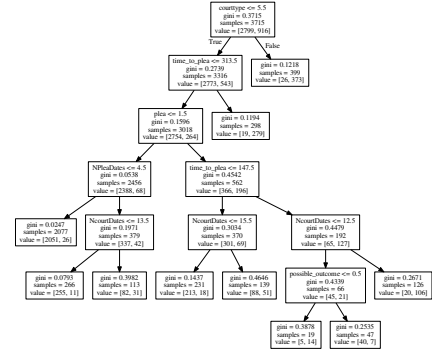 courttype <= 5.5
gini = 0.3715
samples = 3715
value = [2799, 916]
True
False
time_to_plea <= 313.5
gini = 0.2739
samples = 3316
value = [2773, 543]
gini = 0.1218
samples = 399
value = [26, 373]
plea <= 1.5
gini = 0.1596
samples = 3018
value = [2754, 264]
gini = 0.1194
samples = 298
value = [19, 279]
NPleaDates <= 4.5
gini = 0.0538
samples = 2456
value = [2388, 68]
time_to_plea <= 147.5
gini = 0.4542
samples = 562
value = [366, 196]
gini = 0.0247
samples = 2077
value = [2051, 26]
NcourtDates <= 13.5
gini = 0.1971
samples = 379
value = [337, 42]
NcourtDates <= 15.5
gini = 0.3034
samples = 370
value = [301, 69]
NcourtDates <= 12.5
gini = 0.4479
samples = 192
value = [65, 127]
gini = 0.0793
samples = 266
value = [255, 11]
gini = 0.3982
samples = 113
value = [82, 31]
gini = 0.1437
samples = 231
value = [213, 18]
gini = 0.4646
samples = 139
value = [88, 51]
possible_outcome <= 0.5
gini = 0.4339
samples = 66
value = [45, 21]
gini = 0.2671
samples = 126
value = [20, 106]
gini = 0.3878
samples = 19
value = [5, 14]
gini = 0.2535
samples = 47
value = [40, 7]